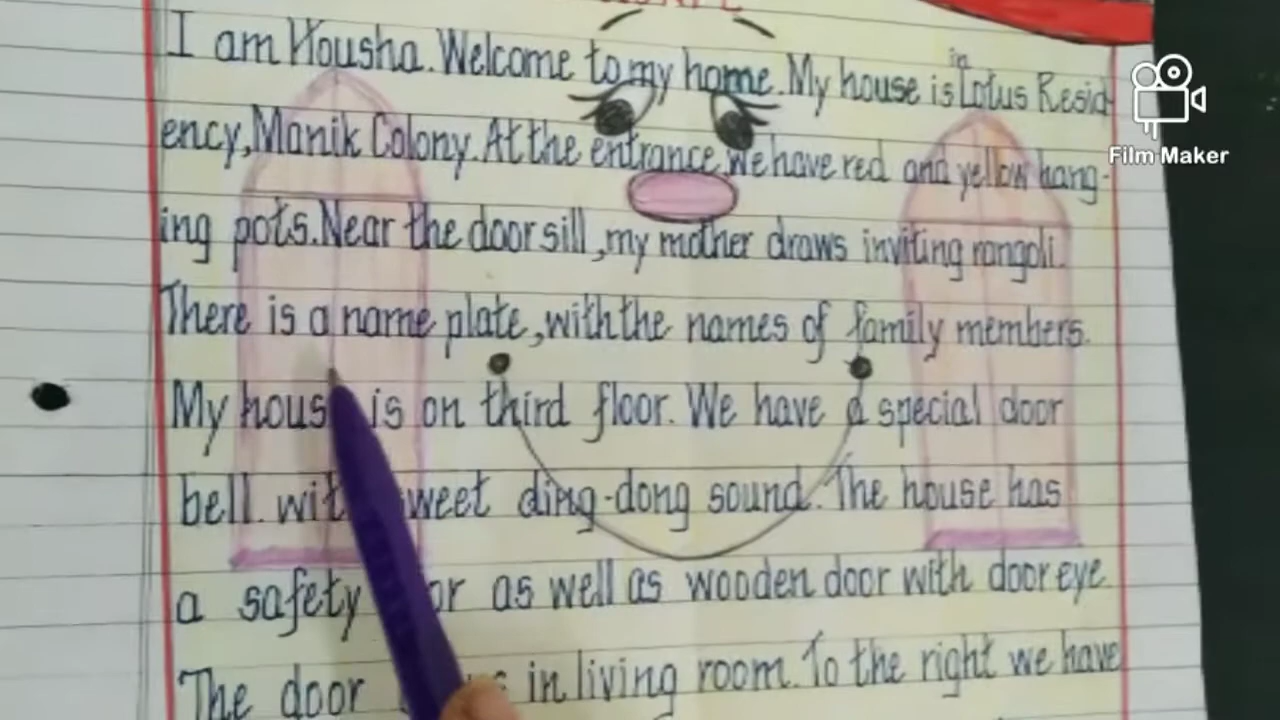 I am Housha. Welcome to my home. My house is in Lotus Resid-
ency, Manik Colony. At the entrance we have red and yellow hang-
ing pots. Near the door sill, my mother draws inviting rangoli.
There is a name plate, with the names of family members.
My house is on third floor. We have a special door
bell. with sweet ding-dong sound. The house has
a safety door as well as wooden door with door eye
The door in living room. To the right we have
Film Maker